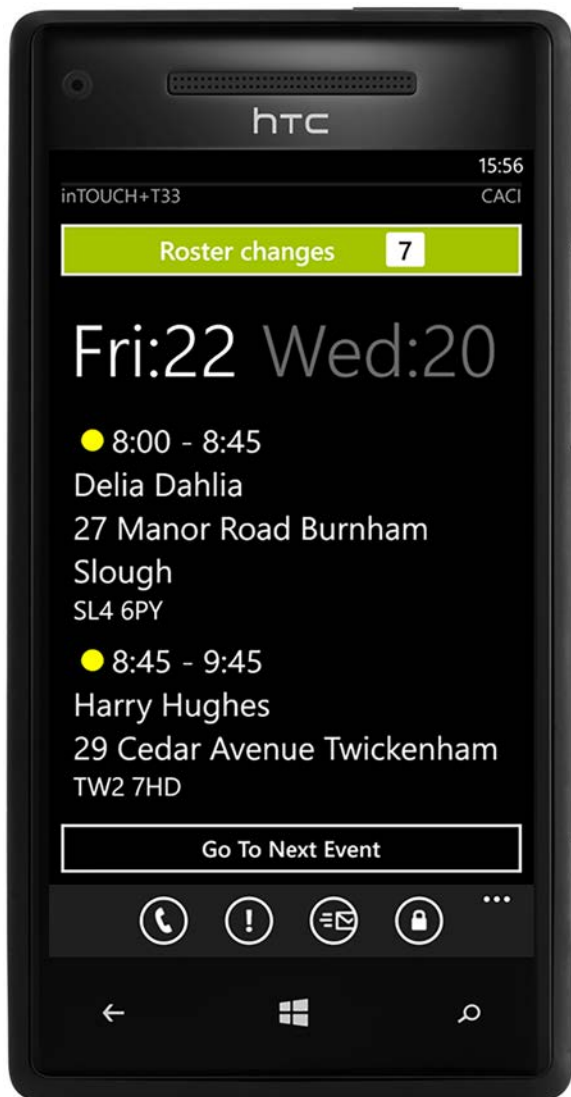 hTC
15:56
inTOUCH+T33 CACI
Roster changes 7
Fri:22 Wed:20
8:00 - 8:45
Delia Dahlia
27 Manor Road Burnham
Slough
SL4 6PY
8:45 - 9:45
Harry Hughes
29 Cedar Avenue Twickenham
TW2 7HD
Go To Next Event